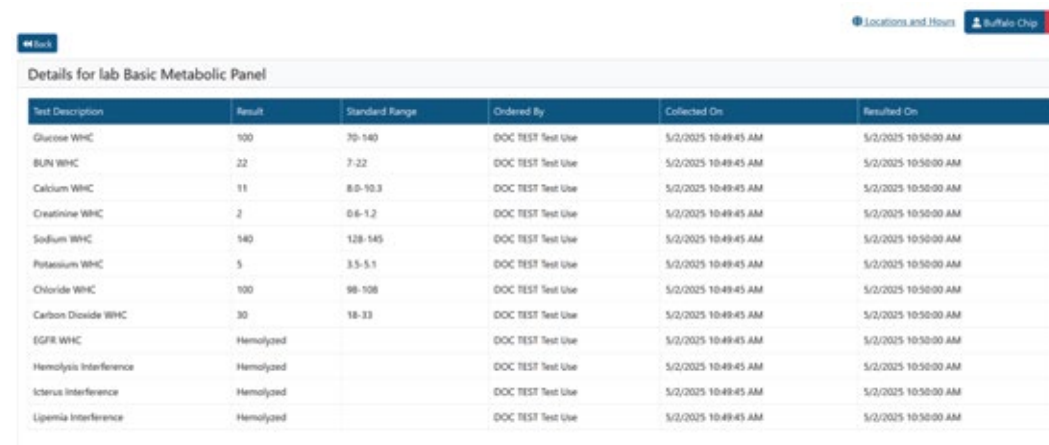 Locations and Hours Buffalo Chip
Back
Details for lab Basic Metabolic Panel
Test Description Result Standard Range Ordered By Collected On Resulted On
Glucose WHC 100 70-140 DOC TEST Test Use 5/2/2025 10:49:45 AM 5/2/2025 10:50:00 AM
BUN WHC 22 7-22 DOC TEST Test Use 5/2/2025 10:49:45 AM 5/2/2025 10:50:00 AM
Calcium WHC 11 8.0-10.3 DOC TEST Test Use 5/2/2025 10:49:45 AM 5/2/2025 10:50:00 AM
Creatinine WHC 2 0.6-1.2 DOC TEST Test Use 5/2/2025 10:49:45 AM 5/2/2025 10:50:00 AM
Sodium WHC 140 128-145 DOC TEST Test Use 5/2/2025 10:49:45 AM 5/2/2025 10:50:00 AM
Potassium WHC 5 3.5-5.1 DOC TEST Test Use 5/2/2025 10:49:45 AM 5/2/2025 10:50:00 AM
Chloride WHC 100 98-108 DOC TEST Test Use 5/2/2025 10:49:45 AM 5/2/2025 10:50:00 AM
Carbon Dioxide WHC 30 18-33 DOC TEST Test Use 5/2/2025 10:49:45 AM 5/2/2025 10:50:00 AM
EGFR WHC Hemolyzed DOC TEST Test Use 5/2/2025 10:49:45 AM 5/2/2025 10:50:00 AM
Hemolysis Interference Hemolyzed DOC TEST Test Use 5/2/2025 10:49:45 AM 5/2/2025 10:50:00 AM
Icterus Interference Hemolyzed DOC TEST Test Use 5/2/2025 10:49:45 AM 5/2/2025 10:50:00 AM
Lipemia Interference Hemolyzed DOC TEST Test Use 5/2/2025 10:49:45 AM 5/2/2025 10:50:00 AM